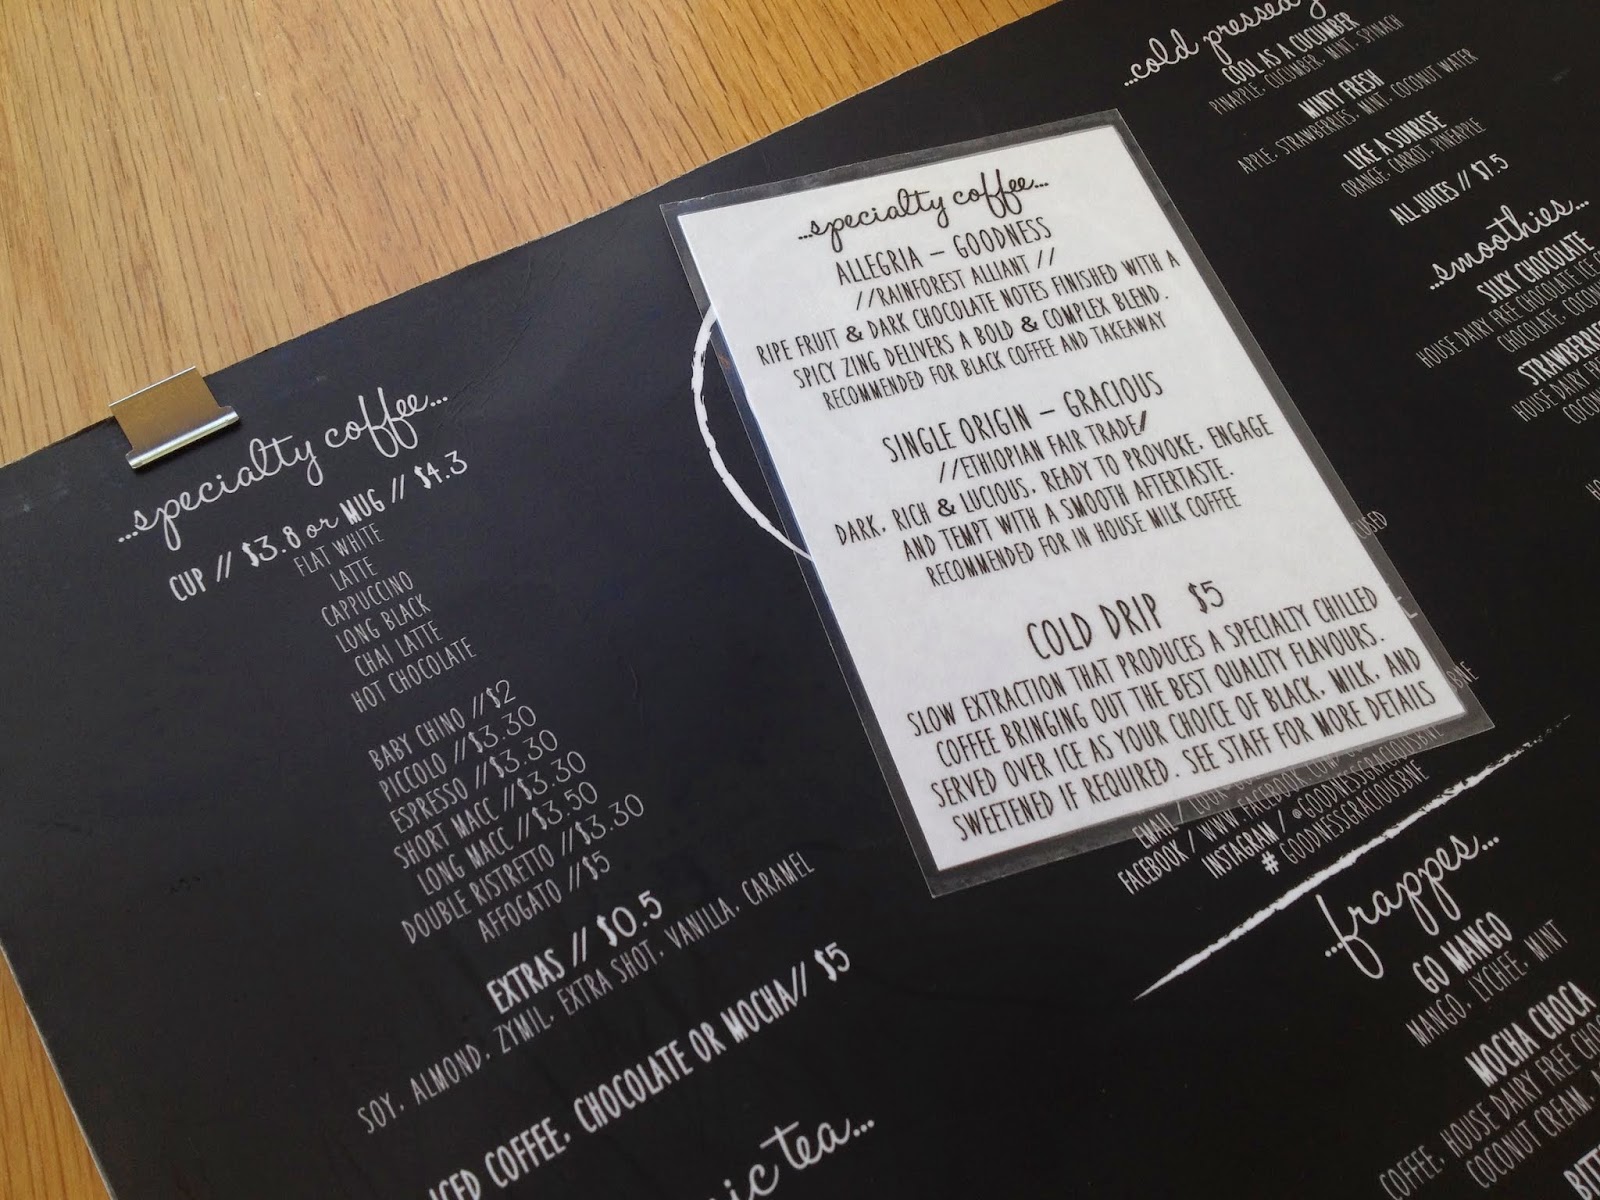 ...specialty coffee...
CUP // $3.8 or MUG // $4.3
FLAT WHITE
LATTE
CAPPUCCINO
LONG BLACK
CHAI LATTE
HOT CHOCOLATE
BABY CHINO //$2
PICCOLO //$3.30
ESPRESSO //$3.30
SHORT MACC //$3.30
LONG MACC //$3.50
DOUBLE RISTRETTO //$3.30
AFFOGATO //$5
EXTRAS // $0.5
SOY, ALMOND, ZYMIL, EXTRA SHOT, VANILLA, CARAMEL
ICED COFFEE, CHOCOLATE OR MOCHA// $5
tea...
...specialty coffee...
ALLEGRIA – GOODNESS
//RAINFOREST ALLIANT //
RIPE FRUIT & DARK CHOCOLATE NOTES FINISHED WITH A
SPICY ZING DELIVERS A BOLD & COMPLEX BLEND.
RECOMMENDED FOR BLACK COFFEE AND TAKEAWAY
SINGLE ORIGIN – GRACIOUS
//ETHIOPIAN FAIR TRADE//
DARK, RICH & LUCIOUS, READY TO PROVOKE, ENGAGE
AND TEMPT WITH A SMOOTH AFTERTASTE.
RECOMMENDED FOR IN HOUSE MILK COFFEE
COLD DRIP $5
SLOW EXTRACTION THAT PRODUCES A SPECIALTY CHILLED
COFFEE BRINGING OUT THE BEST QUALITY FLAVOURS.
SERVED OVER ICE AS YOUR CHOICE OF BLACK, MILK, AND
SWEETENED IF REQUIRED. SEE STAFF FOR MORE DETAILS
EMAIL /
FACEBOOK / WWW.FACEBOOK.COM
INSTAGRAM / @GOODNESSGRACIOUSBNE
# GOODNESSGRACIOUSBNE
...cold pressed
COOL AS A CUCUMBER
PINAPPLE, CUCUMBER, MINT, SPINACH
MINTY FRESH
APPLE, STRAWBERRIES, MINT, COCONUT WATER
LIKE A SUNRISE
ORANGE, CARROT, PINEAPPLE
ALL JUICES // $7.5
...smoothies...
SILKY CHOCOLATE
HOUSE DAIRY FREE CHOCOLATE ICE
CHOCOLATE,
HOUSE DAIRY
...frappes...
GO MANGO
MANGO, LYCHEE, MINT
MOCHA CHOCA
COFFEE, HOUSE DAIRY FREE
COCONUT CREAM,